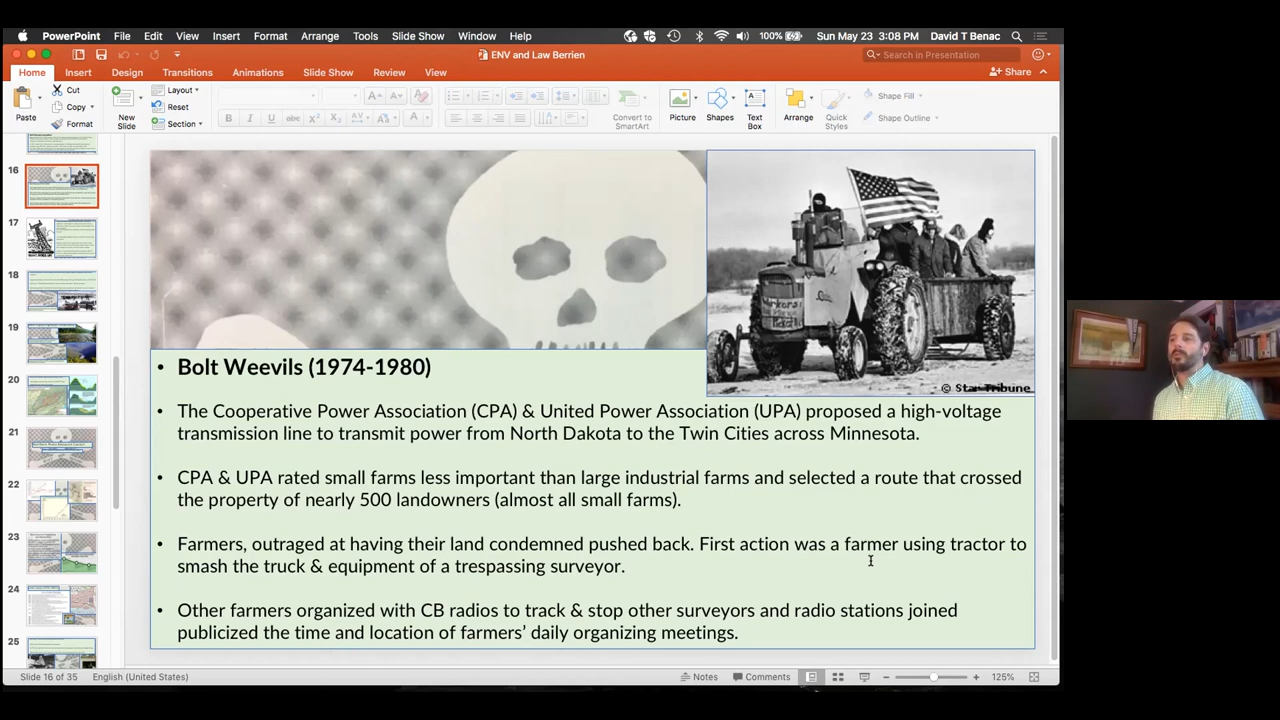 PowerPoint File Edit View Insert Format Arrange Tools Slide Show Window Help 100% Sun May 23 3:08 PM David T Benac
ENV and Law Berrien
Search in Presentation
Home Insert Design Transitions Animations Slide Show Review View
Share
Paste
Cut
Copy
Format
New Slide
Layout
Reset
Section
B I U abc X² X₂ AV Aa A
Convert to SmartArt
Picture
Shapes
Text Box
Arrange
Quick Styles
Shape Fill
Shape Outline
16
17
18
19
20
21
22
23
24
25
© Star Tribune
• Bolt Weevils (1974-1980)
• The Cooperative Power Association (CPA) & United Power Association (UPA) proposed a high-voltage
transmission line to transmit power from North Dakota to the Twin Cities across Minnesota.
• CPA & UPA rated small farms less important than large industrial farms and selected a route that crossed
the property of nearly 500 landowners (almost all small farms).
• Farmers, outraged at having their land condemned pushed back. First action was a farmer using tractor to
smash the truck & equipment of a trespassing surveyor.
• Other farmers organized with CB radios to track & stop other surveyors and radio stations joined
publicized the time and location of farmers’ daily organizing meetings.
Slide 16 of 35 English (United States) Notes Comments 125%